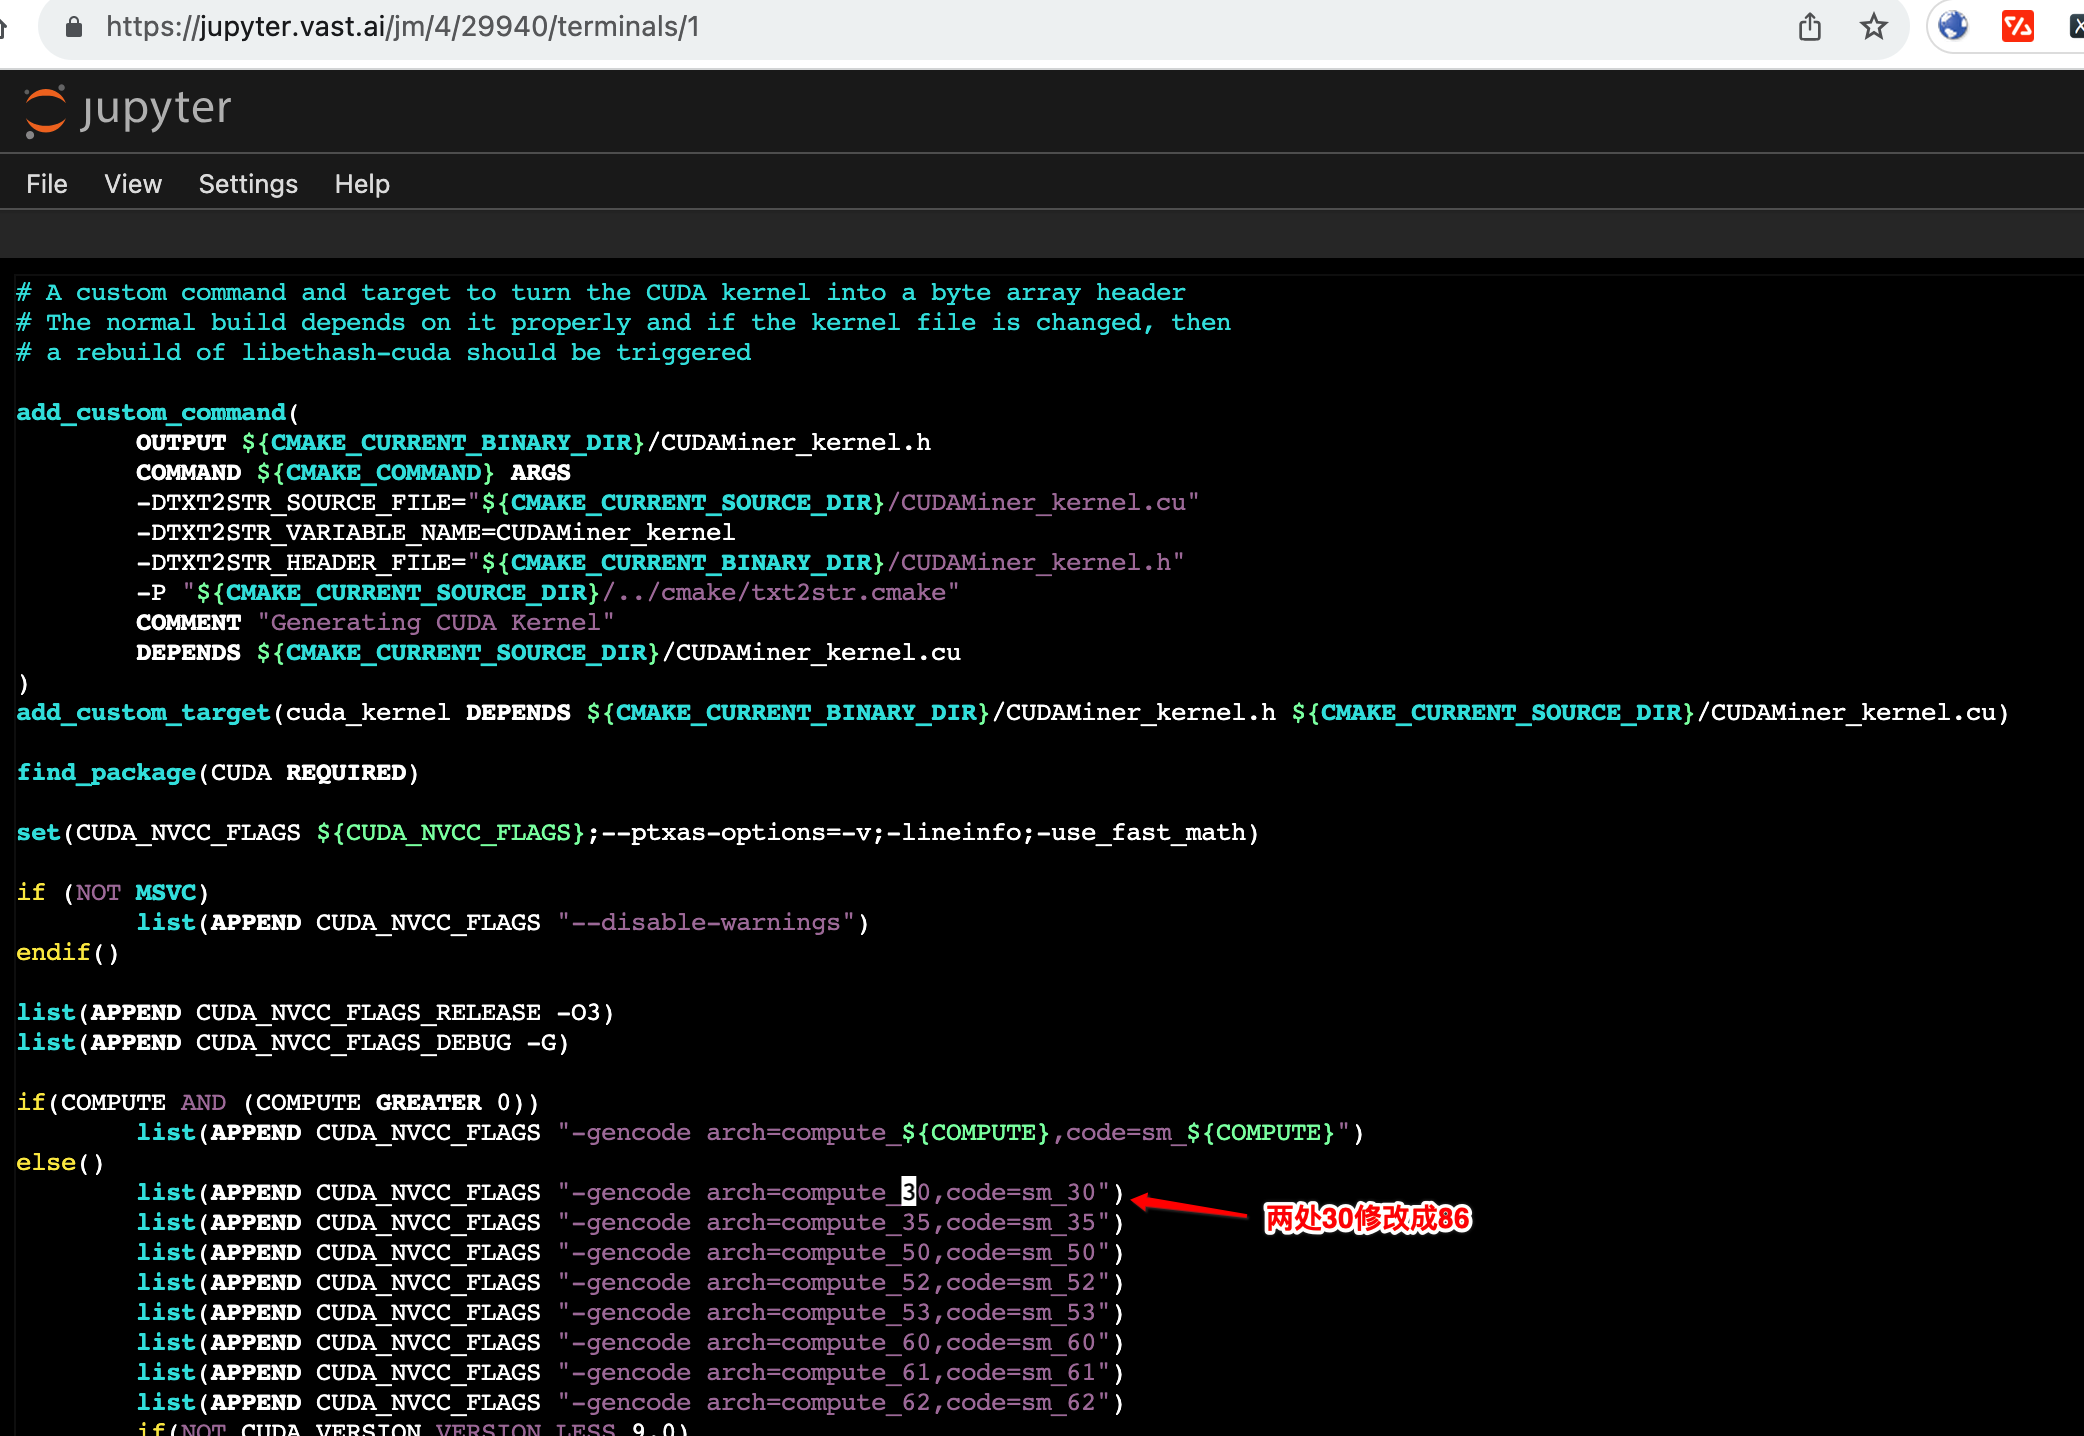 https://jupyter.vast.ai/jm/4/29940/terminals/1
jupyter
File View Settings Help
# A custom command and target to turn the CUDA kernel into a byte array header
# The normal build depends on it properly and if the kernel file is changed, then
# a rebuild of libethash-cuda should be triggered
add_custom_command(
OUTPUT ${CMAKE_CURRENT_BINARY_DIR}/CUDAMiner_kernel.h
COMMAND ${CMAKE_COMMAND} ARGS
-DTXT2STR_SOURCE_FILE="${CMAKE_CURRENT_SOURCE_DIR}/CUDAMiner_kernel.cu"
-DTXT2STR_VARIABLE_NAME=CUDAMiner_kernel
-DTXT2STR_HEADER_FILE="${CMAKE_CURRENT_BINARY_DIR}/CUDAMiner_kernel.h"
-P "${CMAKE_CURRENT_SOURCE_DIR}/../cmake/txt2str.cmake"
COMMENT "Generating CUDA Kernel"
DEPENDS ${CMAKE_CURRENT_SOURCE_DIR}/CUDAMiner_kernel.cu
)
add_custom_target(cuda_kernel DEPENDS ${CMAKE_CURRENT_BINARY_DIR}/CUDAMiner_kernel.h ${CMAKE_CURRENT_SOURCE_DIR}/CUDAMiner_kernel.cu)
find_package(CUDA REQUIRED)
set(CUDA_NVCC_FLAGS ${CUDA_NVCC_FLAGS};--ptxas-options=-v;-lineinfo;-use_fast_math)
if (NOT MSVC)
list(APPEND CUDA_NVCC_FLAGS "--disable-warnings")
endif()
list(APPEND CUDA_NVCC_FLAGS_RELEASE -O3)
list(APPEND CUDA_NVCC_FLAGS_DEBUG -G)
if(COMPUTE AND (COMPUTE GREATER 0))
list(APPEND CUDA_NVCC_FLAGS "-gencode arch=compute_${COMPUTE},code=sm_${COMPUTE}")
else()
list(APPEND CUDA_NVCC_FLAGS "-gencode arch=compute_30,code=sm_30")
两处30修改成86
list(APPEND CUDA_NVCC_FLAGS "-gencode arch=compute_35,code=sm_35")
list(APPEND CUDA_NVCC_FLAGS "-gencode arch=compute_50,code=sm_50")
list(APPEND CUDA_NVCC_FLAGS "-gencode arch=compute_52,code=sm_52")
list(APPEND CUDA_NVCC_FLAGS "-gencode arch=compute_53,code=sm_53")
list(APPEND CUDA_NVCC_FLAGS "-gencode arch=compute_60,code=sm_60")
list(APPEND CUDA_NVCC_FLAGS "-gencode arch=compute_61,code=sm_61")
list(APPEND CUDA_NVCC_FLAGS "-gencode arch=compute_62,code=sm_62")
if(NOT CUDA_VERSION VERSION_LESS 9.0)